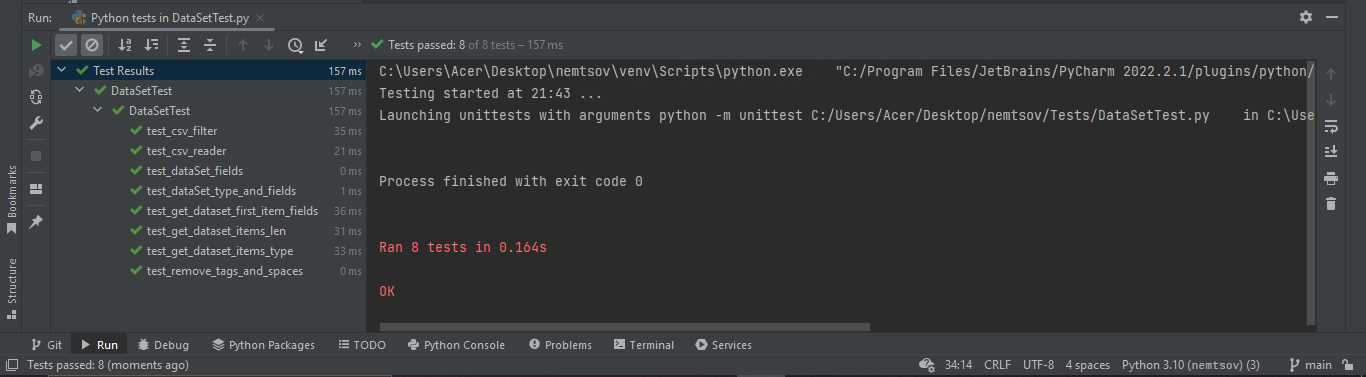 Run: Python tests in DataSetTest.py
Tests passed: 8 of 8 tests – 157 ms
Test Results 157 ms
DataSetTest 157 ms
DataSetTest 157 ms
test_csv_filter 35 ms
test_csv_reader 21 ms
test_dataSet_fields 0 ms
test_dataSet_type_and_fields 1 ms
test_get_dataset_first_item_fields 36 ms
test_get_dataset_items_len 31 ms
test_get_dataset_items_type 33 ms
test_remove_tags_and_spaces 0 ms
C:\Users\Acer\Desktop\nemtsov\venv\Scripts\python.exe "C:/Program Files/JetBrains/PyCharm 2022.2.1/plugins/python/
Testing started at 21:43 ...
Launching unittests with arguments python -m unittest C:/Users/Acer/Desktop/nemtsov/Tests/DataSetTest.py in C:\Use
Process finished with exit code 0
Ran 8 tests in 0.164s
OK
Bookmarks
Structure
Git Run Debug Python Packages TODO Python Console Problems Terminal Services
Tests passed: 8 (moments ago) 34:14 CRLF UTF-8 4 spaces Python 3.10 (nemtsov) (3) main